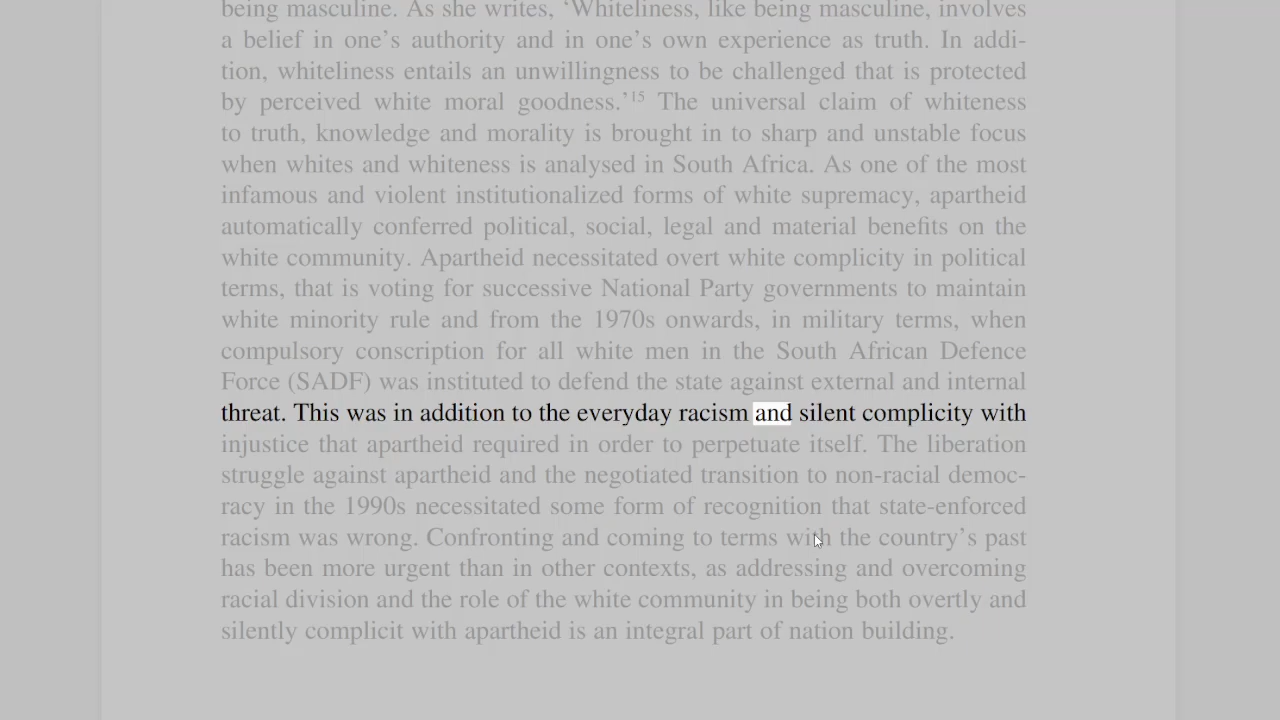 being masculine. As she writes, ‘Whiteliness, like being masculine, involves
a belief in one’s authority and in one’s own experience as truth. In addi-
tion, whiteliness entails an unwillingness to be challenged that is protected
by perceived white moral goodness.’15 The universal claim of whiteness
to truth, knowledge and morality is brought in to sharp and unstable focus
when whites and whiteness is analysed in South Africa. As one of the most
infamous and violent institutionalized forms of white supremacy, apartheid
automatically conferred political, social, legal and material benefits on the
white community. Apartheid necessitated overt white complicity in political
terms, that is voting for successive National Party governments to maintain
white minority rule and from the 1970s onwards, in military terms, when
compulsory conscription for all white men in the South African Defence
Force (SADF) was instituted to defend the state against external and internal
threat. This was in addition to the everyday racism and silent complicity with
injustice that apartheid required in order to perpetuate itself. The liberation
struggle against apartheid and the negotiated transition to non-racial democ-
racy in the 1990s necessitated some form of recognition that state-enforced
racism was wrong. Confronting and coming to terms with the country’s past
has been more urgent than in other contexts, as addressing and overcoming
racial division and the role of the white community in being both overtly and
silently complicit with apartheid is an integral part of nation building.